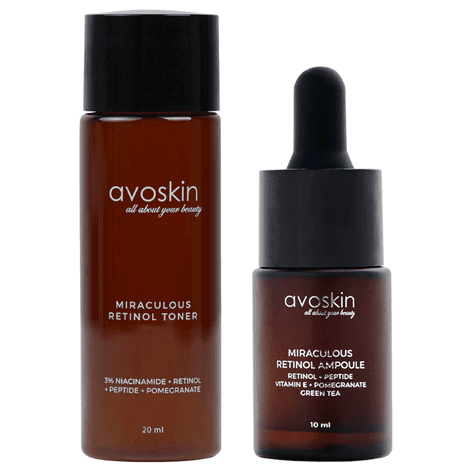 avoskin
all about your beauty
MIRACULOUS
RETINOL TONER
3% NIACINAMIDE + RETINOL
+ PEPTIDE + POMEGRANATE
20 ml
avoskin
all about your beauty
MIRACULOUS
RETINOL AMPOULE
RETINOL + PEPTIDE
VITAMIN E + POMEGRANATE
GREEN TEA
10 ml